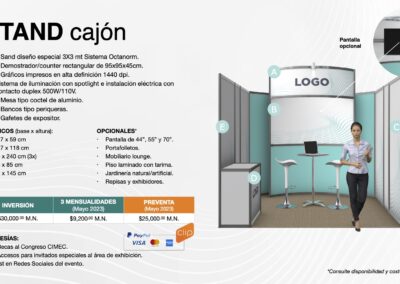 TAND cajón
Sand diseño especial 3X3 mt Sistema Octanorm.
Demostrador/counter rectangular de 95x95x45cm.
Gráficos impresos en alta definición 1440 dpi.
Sistema de iluminación con spotlight e instalación eléctrica con
ontacto duplex 500W/110V.
Mesa tipo coctel de aluminio.
Bancos tipo periqueras.
Gafetes de expositor.
ICOS (base x altura):
7 x 59 cm
7 x 118 cm
x 240 cm (3x)
x 85 cm
x 145 cm
OPCIONALES*
· Pantalla de 44", 55" y 70".
· Portafolletos.
· Mobiliario lounge.
· Piso laminado con tarima.
· Jardinería natural/artificial.
· Repisas y exhibidores.
INVERSIÓN
3 MENSUALIDADES
(Mayo 2023)
PREVENTA
(Mayo 2023)
$30,000.00 M.N.
$9,200.00 M.N.
$25,000.00 M.N.
ESÍAS:
Becas al Congreso CIMEC.
Accesos para invitados especiales al área de exhibición.
st en Redes Sociales del evento.
PayPal
VISA
clip
Pantalla
opcional
A
LOGO
B
C
D
E
*Consulte disponibilidad y cost